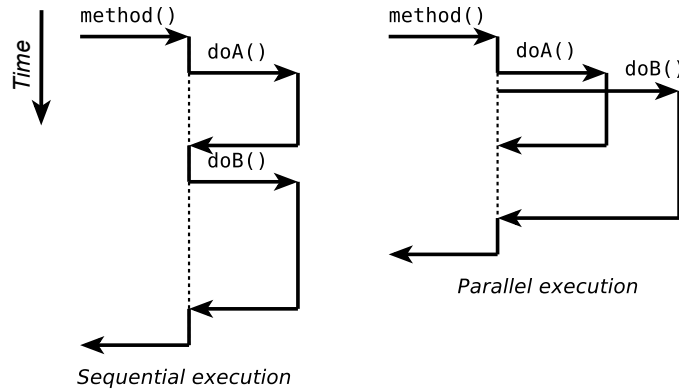 method()
doA()
doB()
Time
Sequential execution
method()
doA()
doB()
Parallel execution